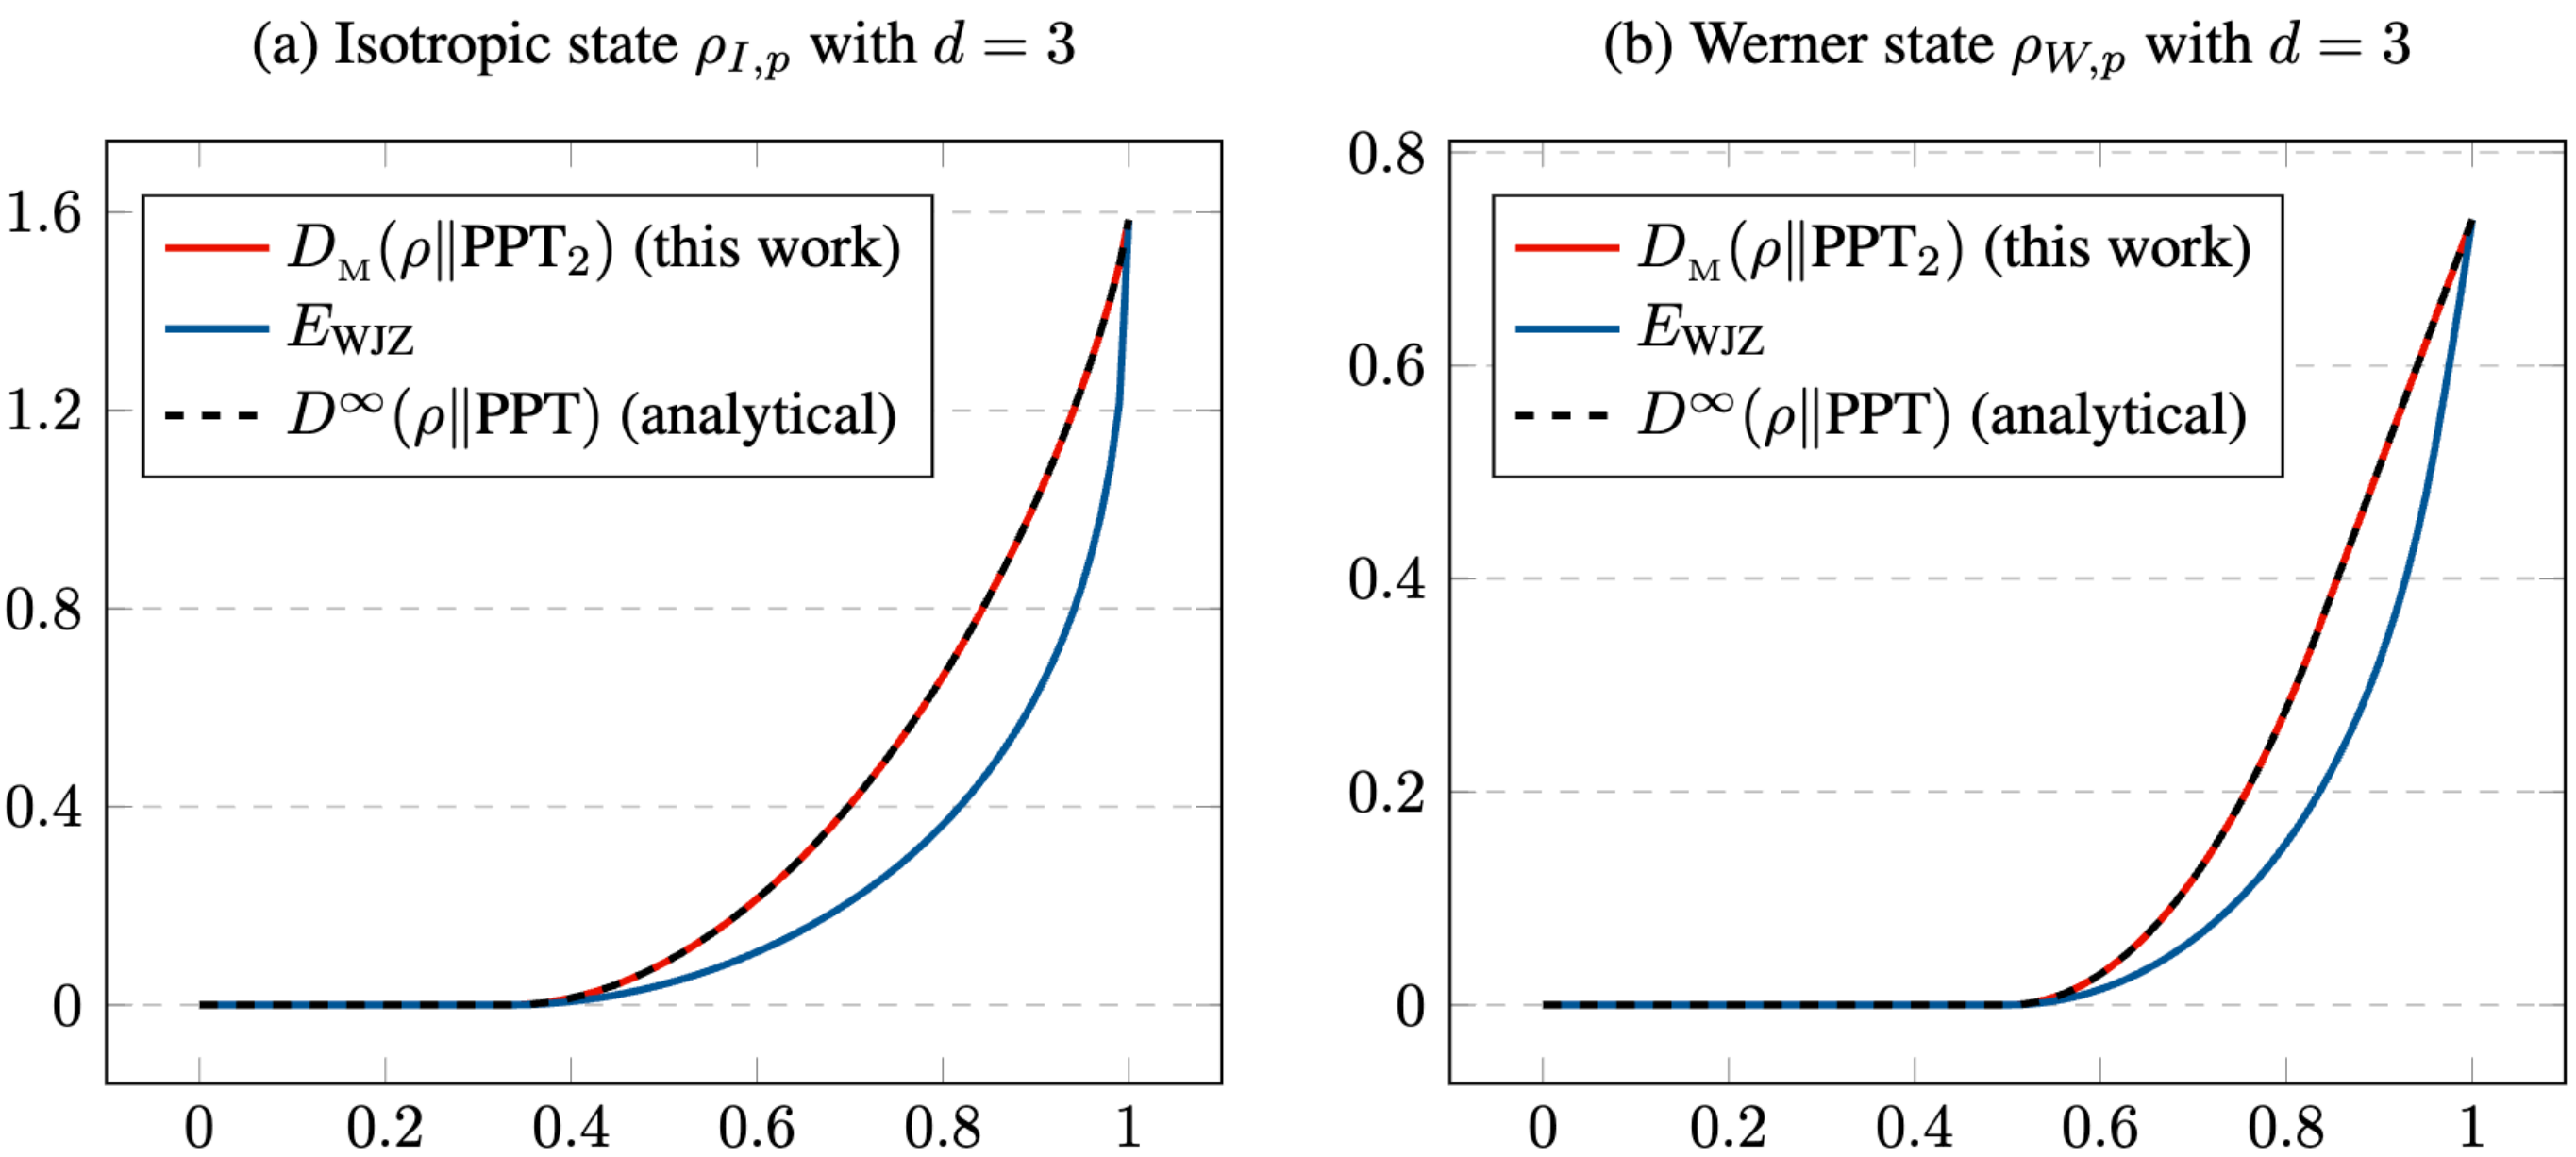 (a) Isotropic state ρ_{I,p} with d = 3
1.6
1.2
0.8
0.4
0
D_M(ρ∥PPT₂) (this work)
E_WJZ
D^∞(ρ∥PPT) (analytical)
0 0.2 0.4 0.6 0.8 1
(b) Werner state ρ_{W,p} with d = 3
0.8
0.6
0.4
0.2
0
D_M(ρ∥PPT₂) (this work)
E_WJZ
D^∞(ρ∥PPT) (analytical)
0 0.2 0.4 0.6 0.8 1